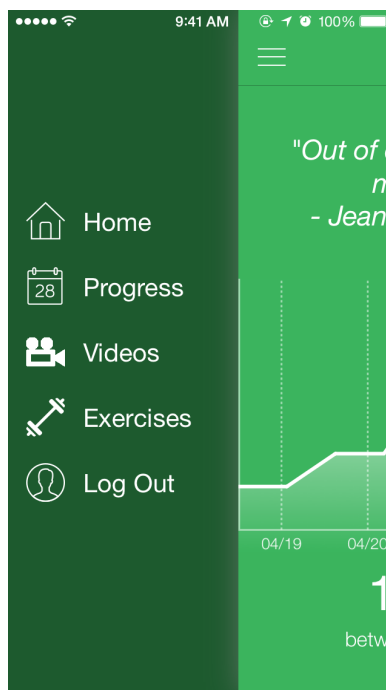 9:41 AM 100%
"Out of
- Jean
Home
28
Progress
Videos
Exercises
Log Out
04/19 04/20
1